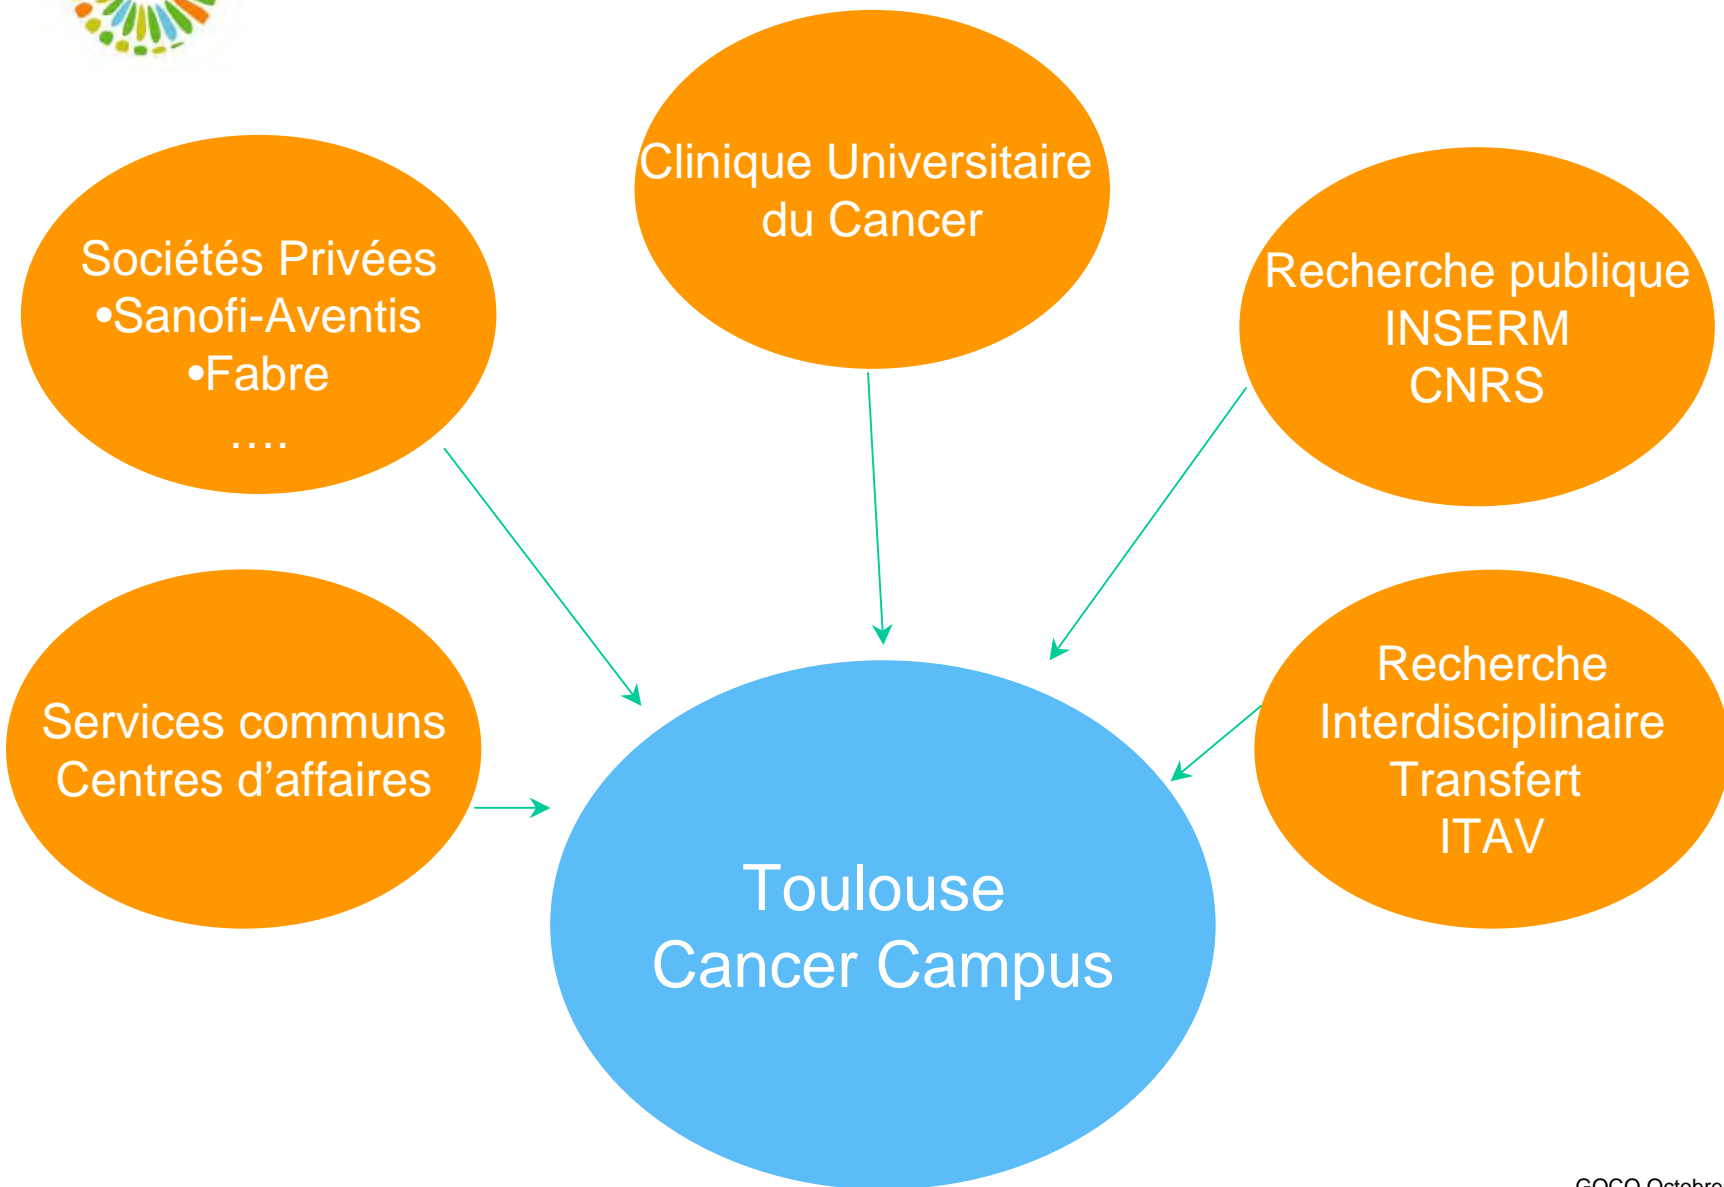 Clinique Universitaire
du Cancer
Sociétés Privées
•Sanofi-Aventis
•Fabre
….
Recherche publique
INSERM
CNRS
Services communs
Centres d’affaires
Recherche
Interdisciplinaire
Transfert
ITAV
Toulouse
Cancer Campus
Octobre